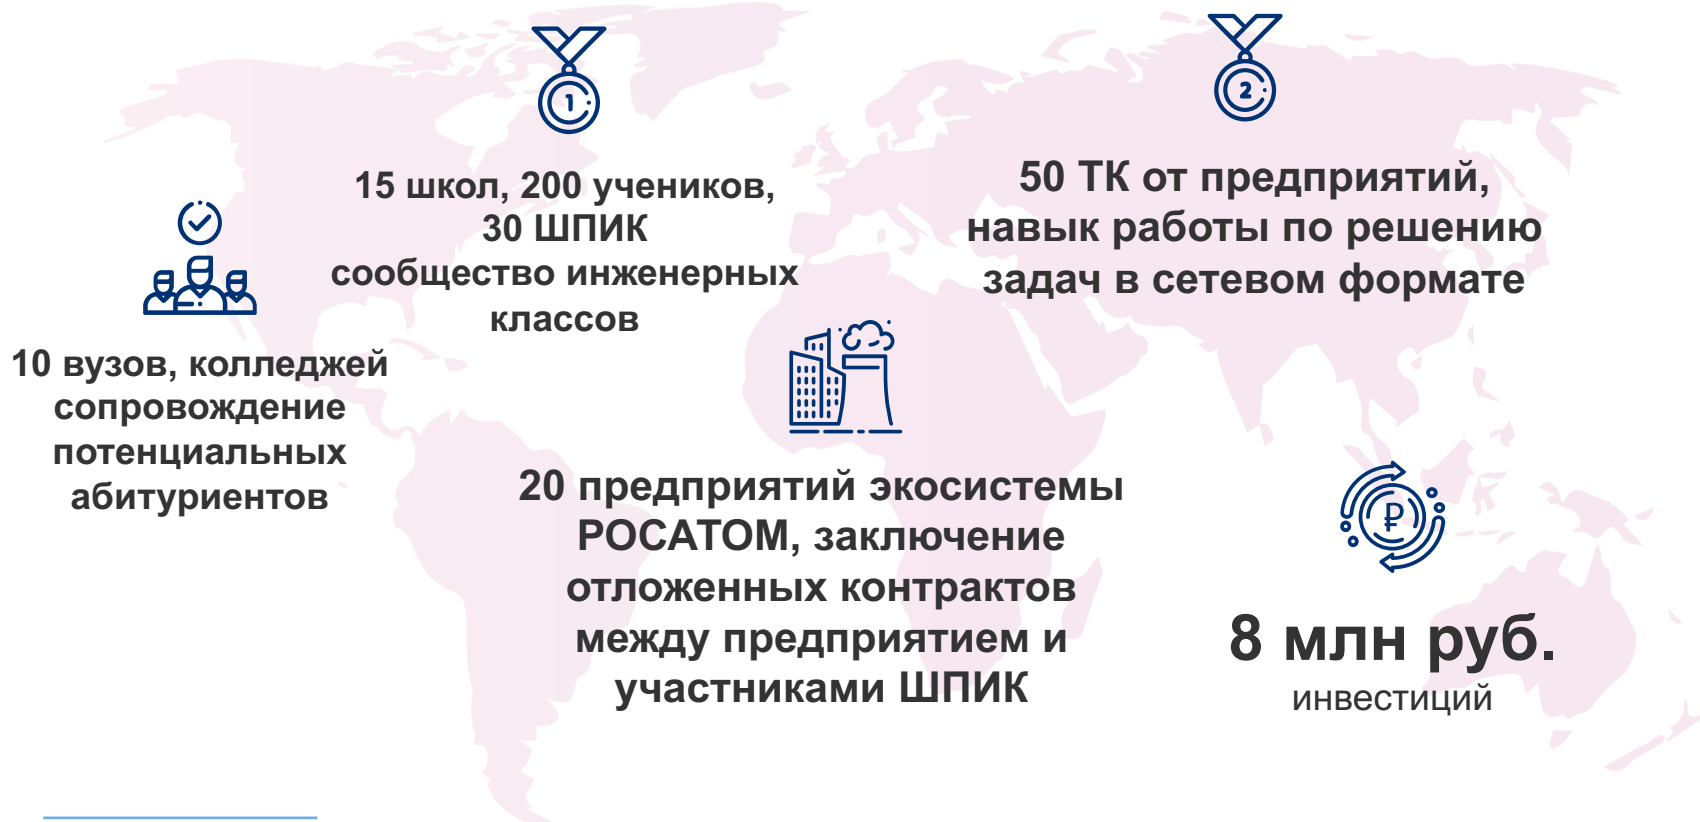 1
15 школ, 200 учеников,
30 ШПИК
сообщество инженерных
классов
2
50 ТК от предприятий,
навык работы по решению
задач в сетевом формате
10 вузов, колледжей
сопровождение
потенциальных
абитуриентов
20 предприятий экосистемы
РОСАТОМ, заключение
отложенных контрактов
между предприятием и
участниками ШПИК
₽
8 млн руб.
инвестиций